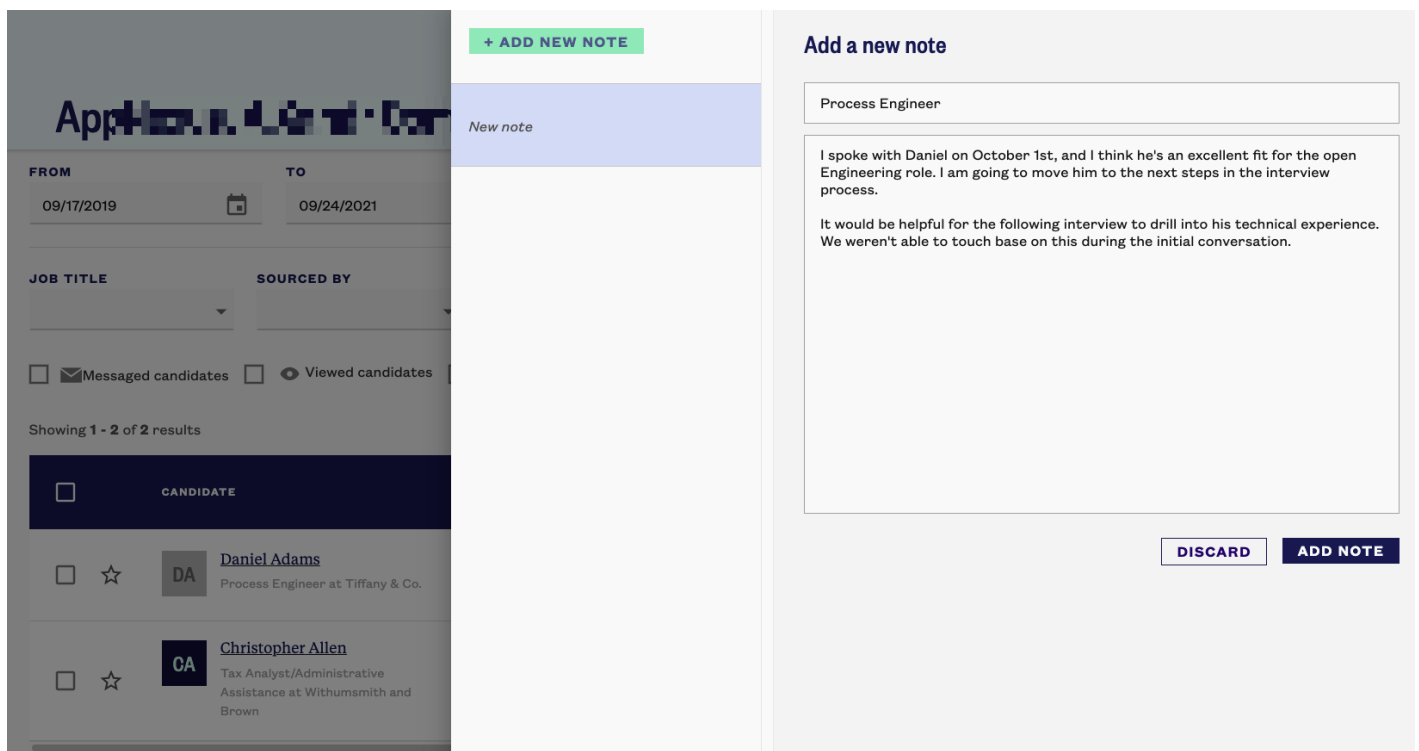 + ADD NEW NOTE
New note
Add a new note
Process Engineer
I spoke with Daniel on October 1st, and I think he's an excellent fit for the open
Engineering role. I am going to move him to the next steps in the interview
process.
It would be helpful for the following interview to drill into his technical experience.
We weren't able to touch base on this during the initial conversation.
DISCARD
ADD NOTE
FROM
TO
09/17/2019
09/24/2021
JOB TITLE
SOURCED BY
Messaged candidates
Viewed candidates
Showing 1 - 2 of 2 results
CANDIDATE
DA
Daniel Adams
Process Engineer at Tiffany & Co.
CA
Christopher Allen
Tax Analyst/Administrative
Assistance at Withumsmith and
Brown